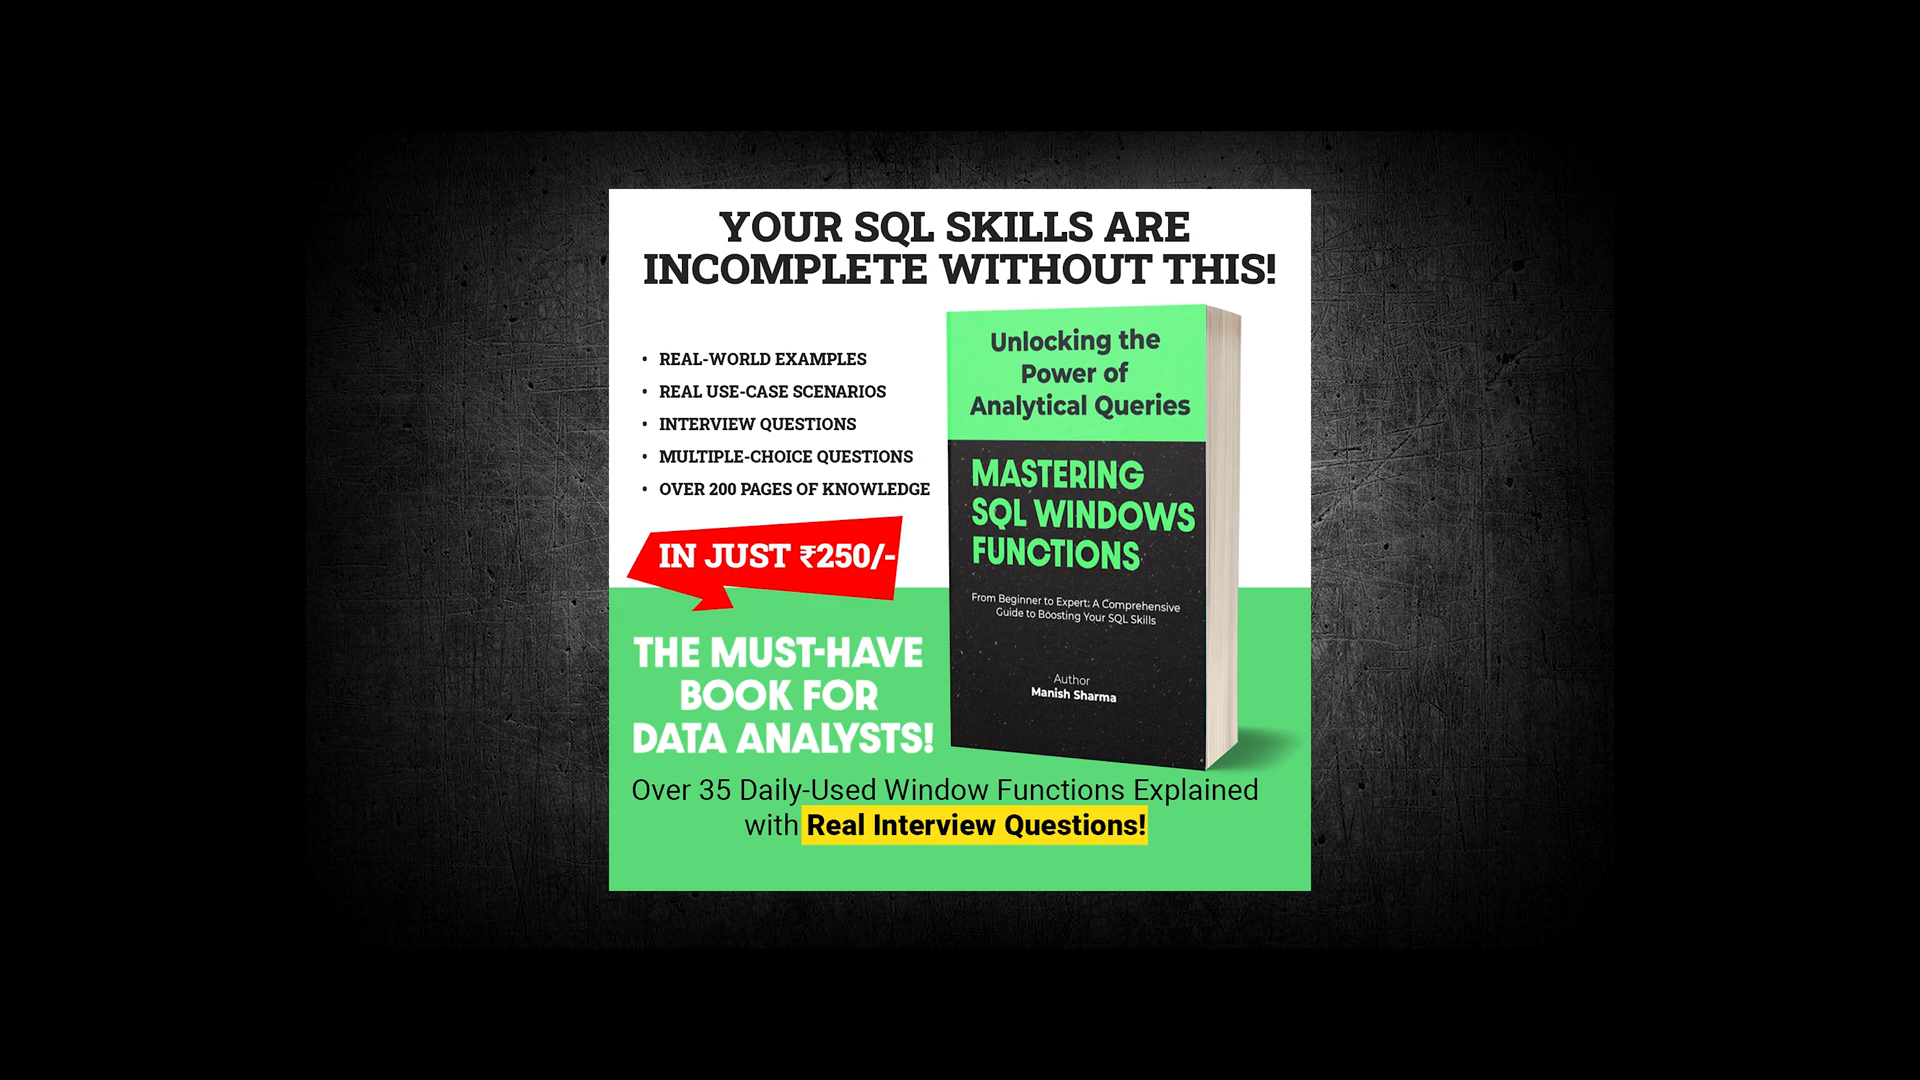 YOUR SQL SKILLS ARE
INCOMPLETE WITHOUT THIS!
• REAL-WORLD EXAMPLES
• REAL USE-CASE SCENARIOS
• INTERVIEW QUESTIONS
• MULTIPLE-CHOICE QUESTIONS
• OVER 200 PAGES OF KNOWLEDGE
IN JUST ₹250/-
THE MUST-HAVE
BOOK FOR
DATA ANALYSTS!
Unlocking the
Power of
Analytical Queries
MASTERING
SQL WINDOWS
FUNCTIONS
From Beginner to Expert: A Comprehensive
Guide to Boosting Your SQL Skills
Author
Manish Sharma
Over 35 Daily-Used Window Functions Explained
with Real Interview Questions!